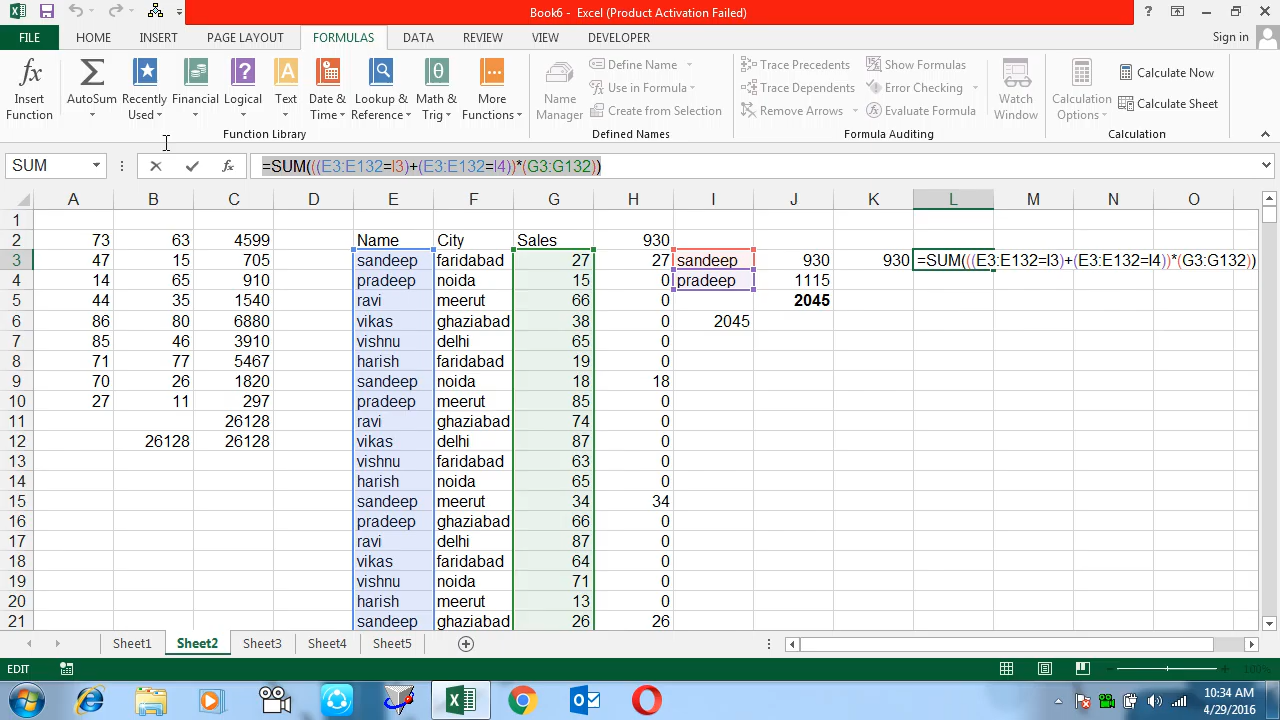 Book6 - Excel (Product Activation Failed)
FILE HOME INSERT PAGE LAYOUT FORMULAS DATA REVIEW VIEW DEVELOPER Sign in
Insert Function
AutoSum
Recently Used
Financial
Logical
Text
Date & Time
Lookup & Reference
Math & Trig
More Functions
Function Library
Name Manager
Define Name
Use in Formula
Create from Selection
Defined Names
Trace Precedents
Trace Dependents
Remove Arrows
Show Formulas
Error Checking
Evaluate Formula
Watch Window
Formula Auditing
Calculation Options
Calculate Now
Calculate Sheet
Calculation
SUM fx =SUM(((E3:E132=I3)+(E3:E132=I4))*(G3:G132))
A B C D E F G H I J K L M N O
1
2 73 63 4599 Name City Sales 930
3 47 15 705 sandeep faridabad 27 27 sandeep 930 930 =SUM(((E3:E132=I3)+(E3:E132=I4))*(G3:G132))
4 14 65 910 pradeep noida 15 0 pradeep 1115
5 44 35 1540 ravi meerut 66 0 2045
6 86 80 6880 vikas ghaziabad 38 0 2045
7 85 46 3910 vishnu delhi 65 0
8 71 77 5467 harish faridabad 19 0
9 70 26 1820 sandeep noida 18 18
10 27 11 297 pradeep meerut 85 0
11 26128 ravi ghaziabad 74 0
12 26128 26128 vikas delhi 87 0
13 vishnu faridabad 63 0
14 harish noida 65 0
15 sandeep meerut 34 34
16 pradeep ghaziabad 66 0
17 ravi delhi 87 0
18 vikas faridabad 64 0
19 vishnu noida 71 0
20 harish meerut 13 0
21 sandeep ghaziabad 26 26
Sheet1 Sheet2 Sheet3 Sheet4 Sheet5
EDIT 100%
10:34 AM
4/29/2016